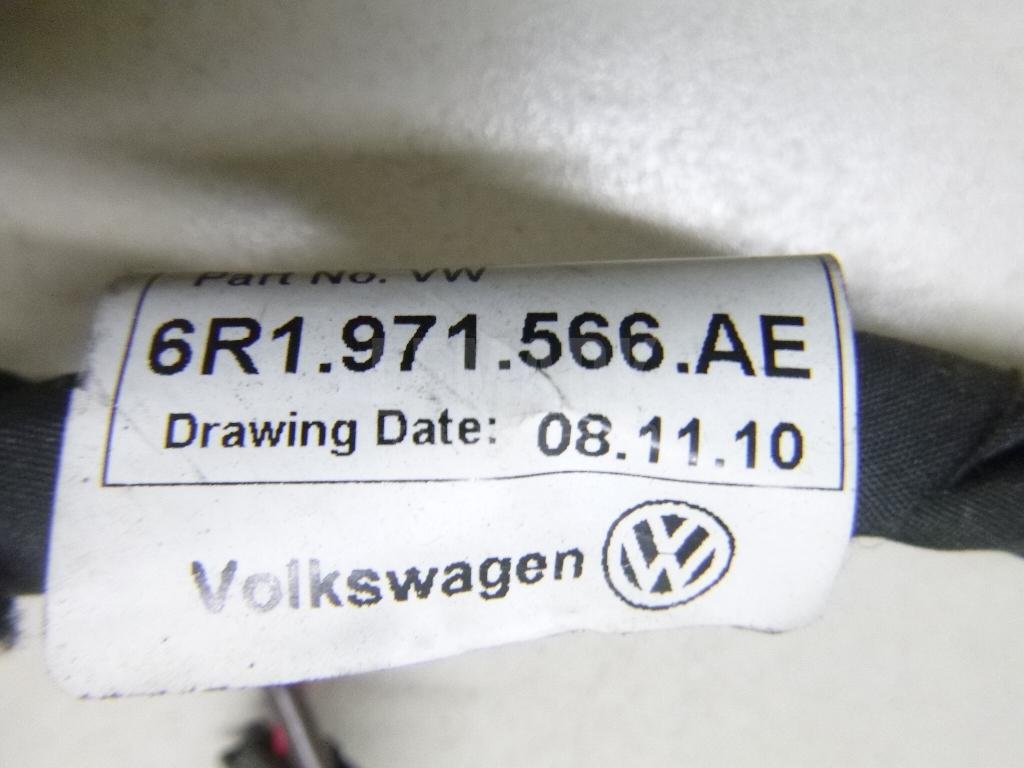 Part No. VW
6R1.971.566.AE
Drawing Date: 08.11.10
Volkswagen